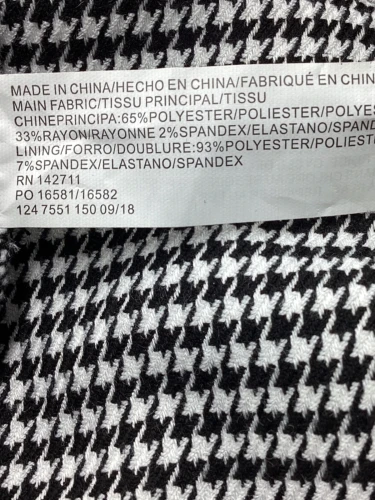 MADE IN CHINA/HECHO EN CHINA/FABRIQUÉ EN CHIN
MAIN FABRIC/TISSU PRINCIPAL/TISSU
CHINEPRINCIPA:65%POLYESTER/POLIESTER/POLYES
33%RAYON/RAYONNE 2%SPANDEX/ELASTANO/SPAND
LINING/FORRO/DOUBLURE:93%POLYESTER/POLIEST
7%SPANDEX/ELASTANO/SPANDEX
RN 142711
PO 16581/16582
124 7551 150 09/18